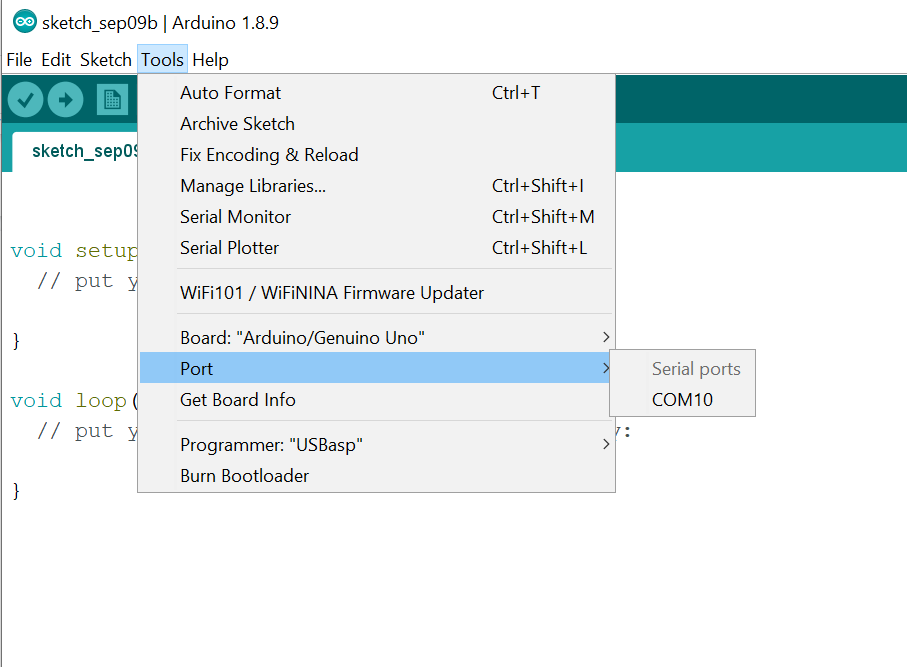 sketch_sep09b | Arduino 1.8.9
File Edit Sketch Tools Help
Auto Format Ctrl+T
Archive Sketch
Fix Encoding & Reload
Manage Libraries... Ctrl+Shift+I
Serial Monitor Ctrl+Shift+M
Serial Plotter Ctrl+Shift+L
WiFi101 / WiFiNINA Firmware Updater
Board: "Arduino/Genuino Uno"
Port
Get Board Info
Programmer: "USBasp"
Burn Bootloader
Serial ports
COM10
sketch_sep09
void setup
// put y
}
void loop(
// put y :
}